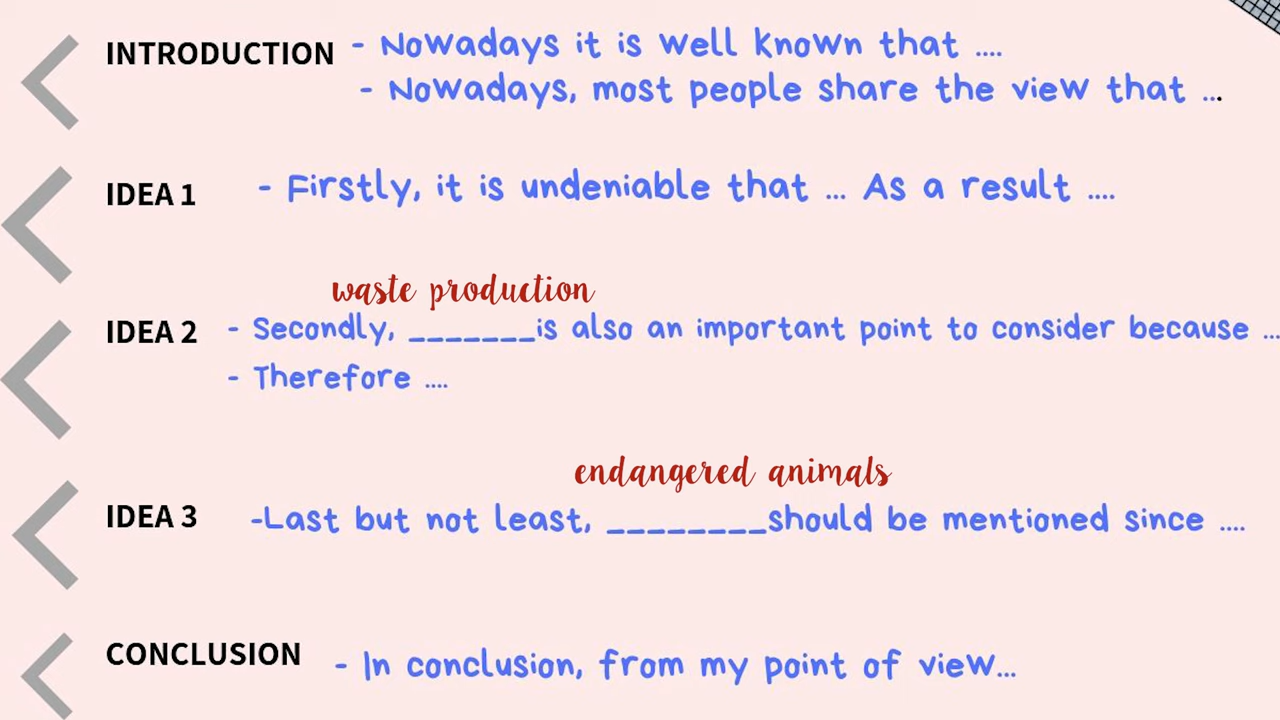 INTRODUCTION - Nowadays it is well known that ....
- Nowadays, most people share the view that ...
IDEA 1 - Firstly, it is undeniable that ... As a result ....
waste production
IDEA 2 - Secondly, _______is also an important point to consider because ...
- Therefore ....
endangered animals
IDEA 3 -Last but not least, ________should be mentioned since ....
CONCLUSION - In conclusion, from my point of view...